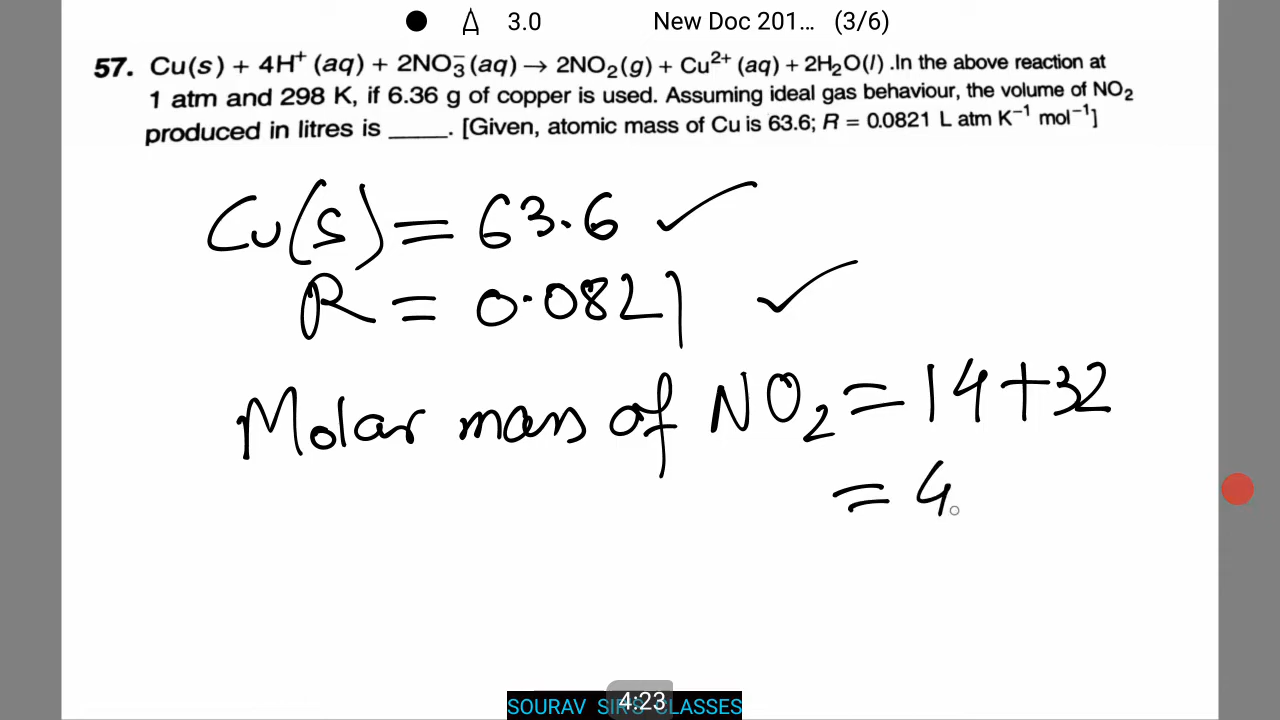 3.0 New Doc 201... (3/6)
57. Cu(s) + 4H⁺ (aq) + 2NO₃⁻ (aq) → 2NO₂(g) + Cu²⁺ (aq) + 2H₂O(l) .In the above reaction at
1 atm and 298 K, if 6.36 g of copper is used. Assuming ideal gas behaviour, the volume of NO₂
produced in litres is _____. [Given, atomic mass of Cu is 63.6; R = 0.0821 L atm K⁻¹ mol⁻¹]
Cu(s) = 63.6 ✓
R = 0.0821 ✓
Molar mass of NO₂ = 14+32
= 4
4:23
SOURAV SIR'S CLASSES